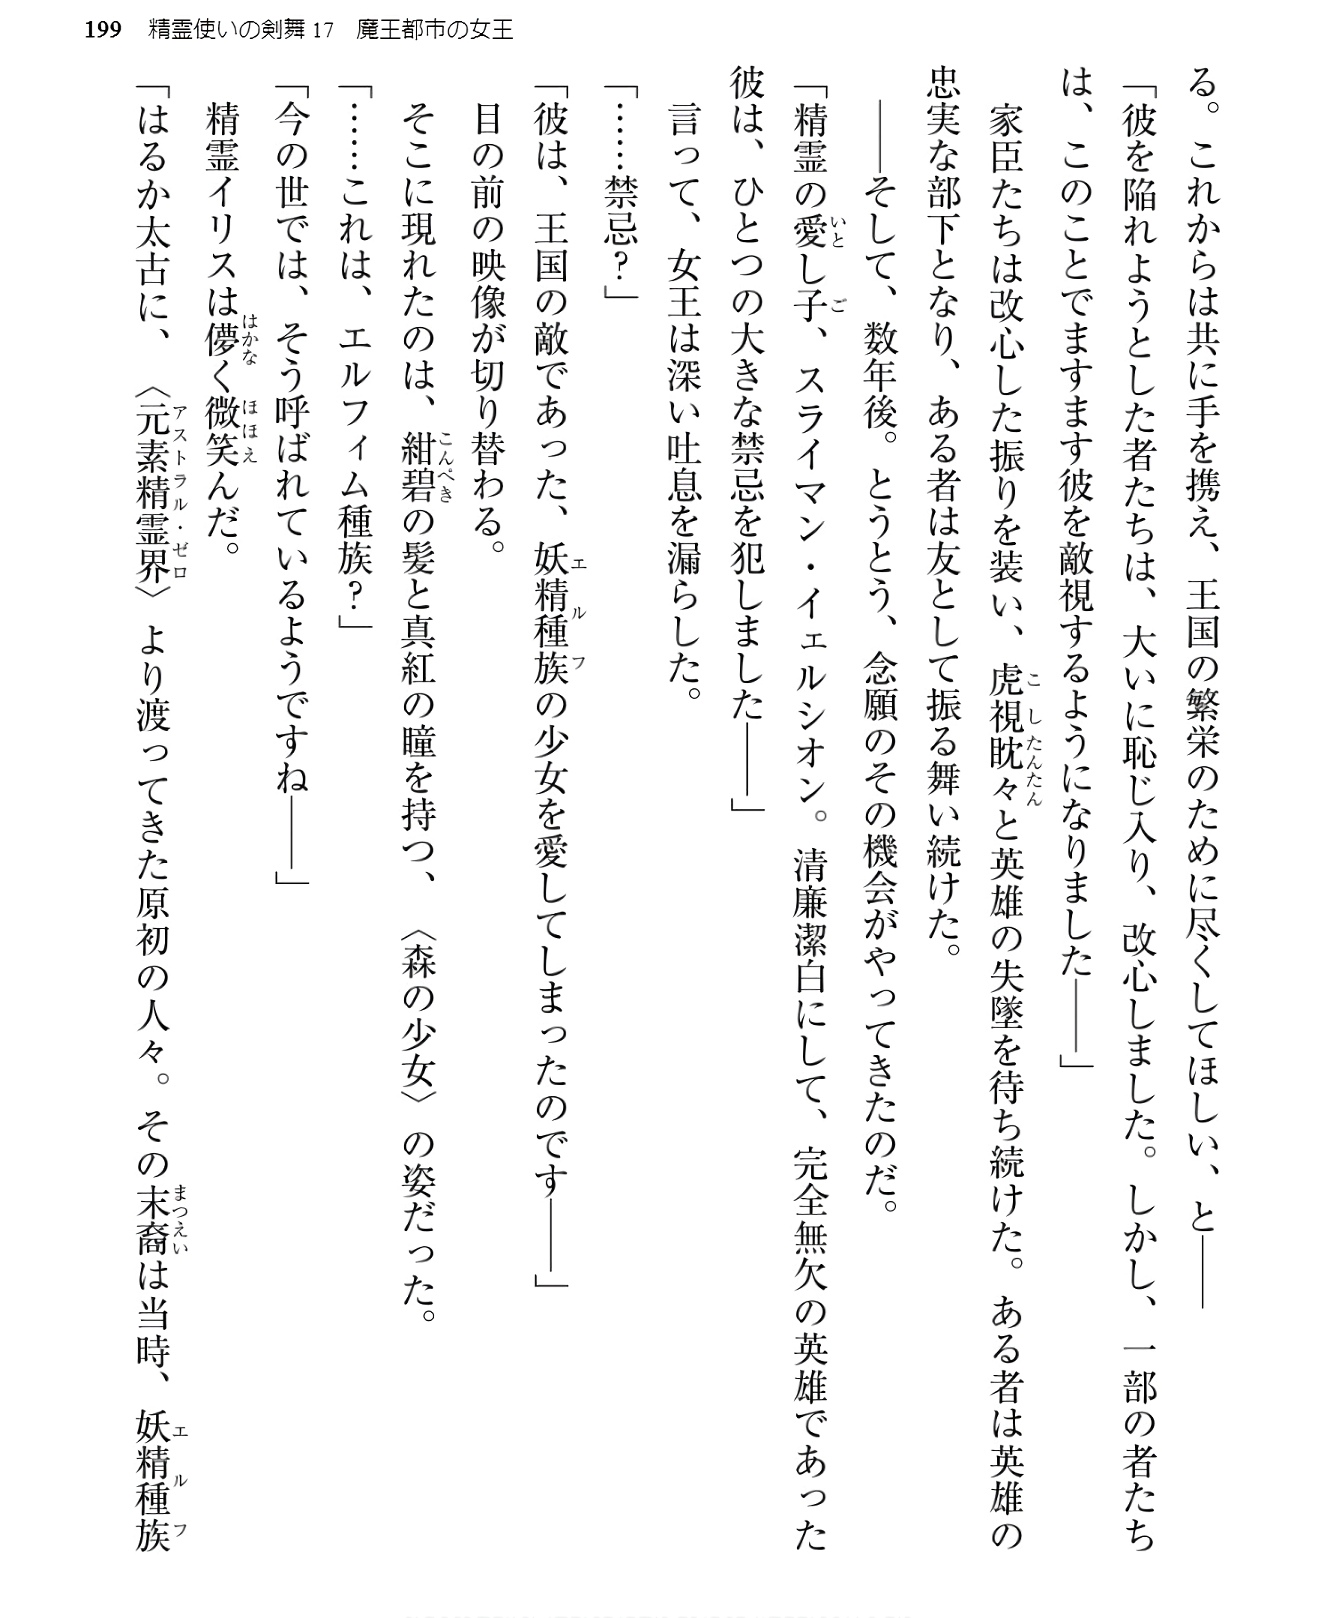 199　精霊使いの剣舞 17　魔王都市の女王
る。これからは共に手を携え、王国の繁栄のために尽くしてほしい、と――
「彼を陥れようとした者たちは、大いに恥じ入り、改心しました。しかし、一部の者たち
は、このことでますます彼を敵視するようになりました――」
　家臣たちは改心した振りを装い、虎視眈々と英雄の失墜を待ち続けた。ある者は英雄の
忠実な部下となり、ある者は友として振る舞い続けた。
　――そして、数年後。とうとう、念願のその機会がやってきたのだ。
「精霊の愛し子、スライマン・イェルシオン。清廉潔白にして、完全無欠の英雄であった
彼は、ひとつの大きな禁忌を犯しました――」
　言って、女王は深い吐息を漏らした。
「……禁忌？」
「彼は、王国の敵であった、妖精種族の少女を愛してしまったのです――」
　目の前の映像が切り替わる。
　そこに現れたのは、紺碧の髪と真紅の瞳を持つ、〈森の少女〉の姿だった。
「……これは、エルフィム種族？」
「今の世では、そう呼ばれているようですね――」
　精霊イリスは儚く微笑んだ。
「はるか太古に、〈元素精霊界〉より渡ってきた原初の人々。その末裔は当時、妖精種族